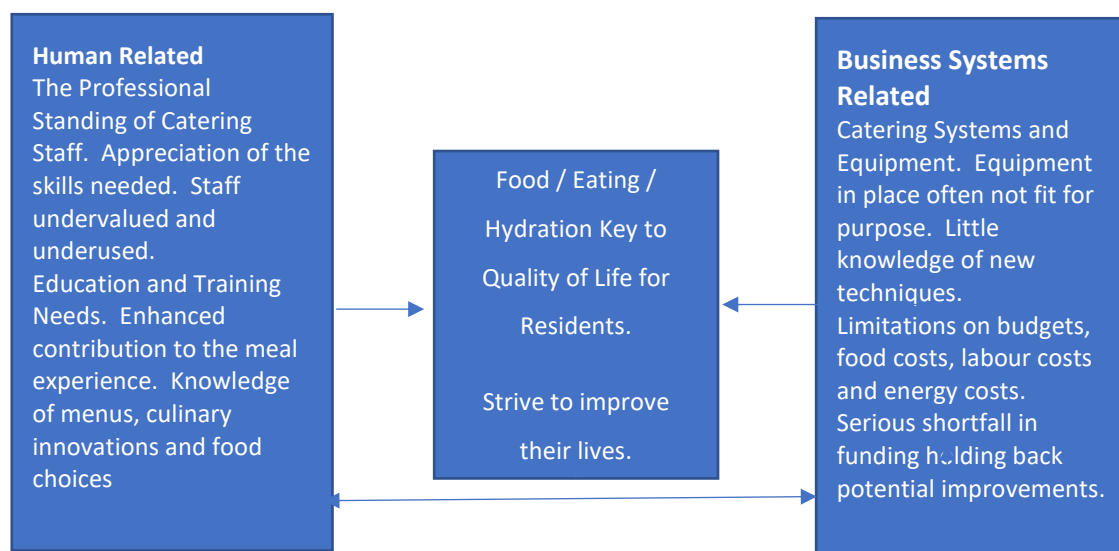 Human Related
The Professional
Standing of Catering
Staff.  Appreciation of the
skills needed.  Staff
undervalued and
underused.
Education and Training
Needs.  Enhanced
contribution to the meal
experience.  Knowledge
of menus, culinary
innovations and food
choices
Food / Eating /
Hydration Key to
Quality of Life for
Residents.
Strive to improve
their lives.
Business Systems
Related
Catering Systems and
Equipment.  Equipment
in place often not fit for
purpose.  Little
knowledge of new
techniques.
Limitations on budgets,
food costs, labour costs
and energy costs.
Serious shortfall in
funding holding back
potential improvements.